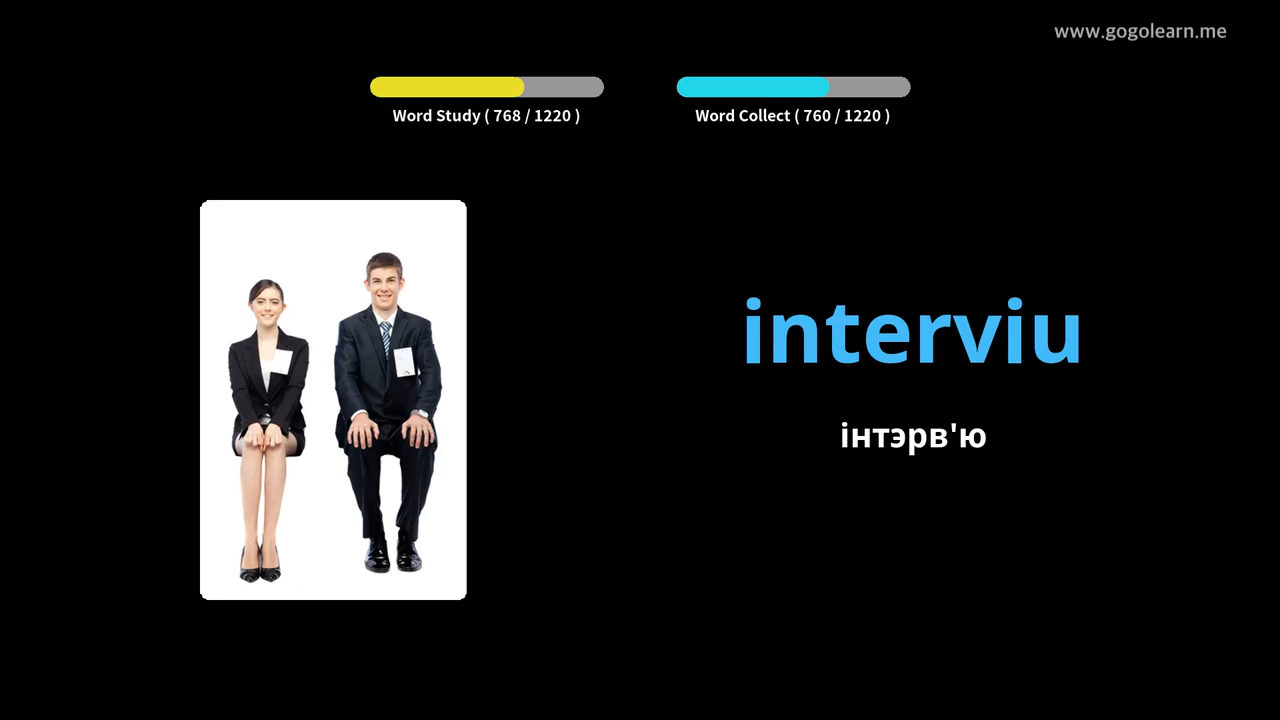 www.gogolearn.me
Word Study ( 768 / 1220 )
Word Collect ( 760 / 1220 )
interviu
інтэрв'ю